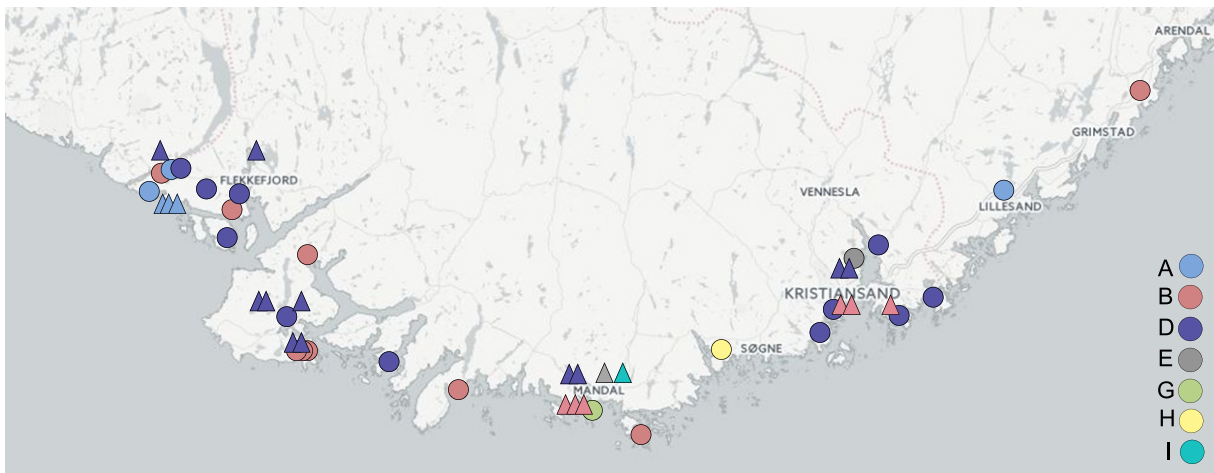 ARENDAL
GRIMSTAD
FLEKKEFJORD
VENNESLA
LILLESAND
KRISTIANSAND
SØGNE
MANDAL
A
B
D
E
G
H
I